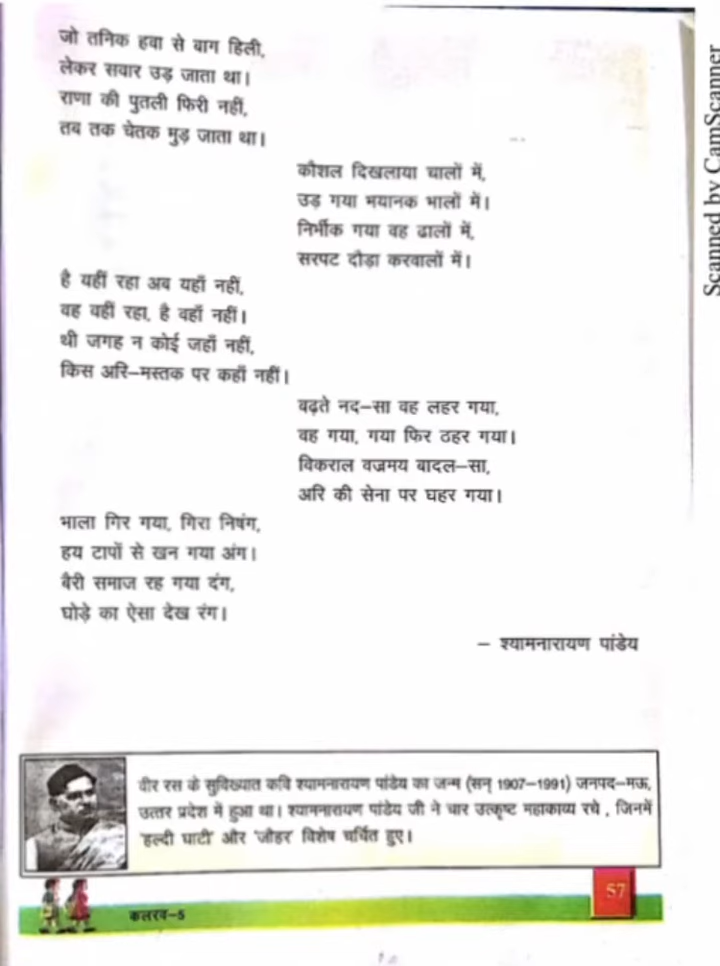 जो तनिक हवा से बाग हिली,
लेकर सवार उड़ जाता था।
राणा की पुतली फिरी नहीं,
तब तक चेतक मुड़ जाता था।
कौशल दिखलाया चालों में,
उड़ गया भयानक भालों में।
निर्भीक गया वह ढालों में,
सरपट दौड़ा करवालों में।
है यहीं रहा अब यहाँ नहीं,
वह वहीं रहा, है वहाँ नहीं।
थी जगह न कोई जहाँ नहीं,
किस अरि–मस्तक पर कहाँ नहीं।
बढ़ते नद–सा वह लहर गया,
वह गया, गया फिर ठहर गया।
विकराल वज्रमय बादल–सा,
अरि की सेना पर घहर गया।
भाला गिर गया, गिरा निषंग,
हय टापों से खन गया अंग।
बैरी समाज रह गया दंग,
घोड़े का ऐसा देख रंग।
– श्यामनारायण पांडेय
वीर रस के सुविख्यात कवि श्यामनारायण पांडेय का जन्म (सन् 1907–1991) जनपद–मऊ,
उत्तर प्रदेश में हुआ था। श्यामनारायण पांडेय जी ने चार उत्कृष्ट महाकाव्य रचे , जिनमें
'हल्दी घाटी' और 'जौहर' विशेष चर्चित हुए।
कलरव–5
57
Scanned by CamScanner